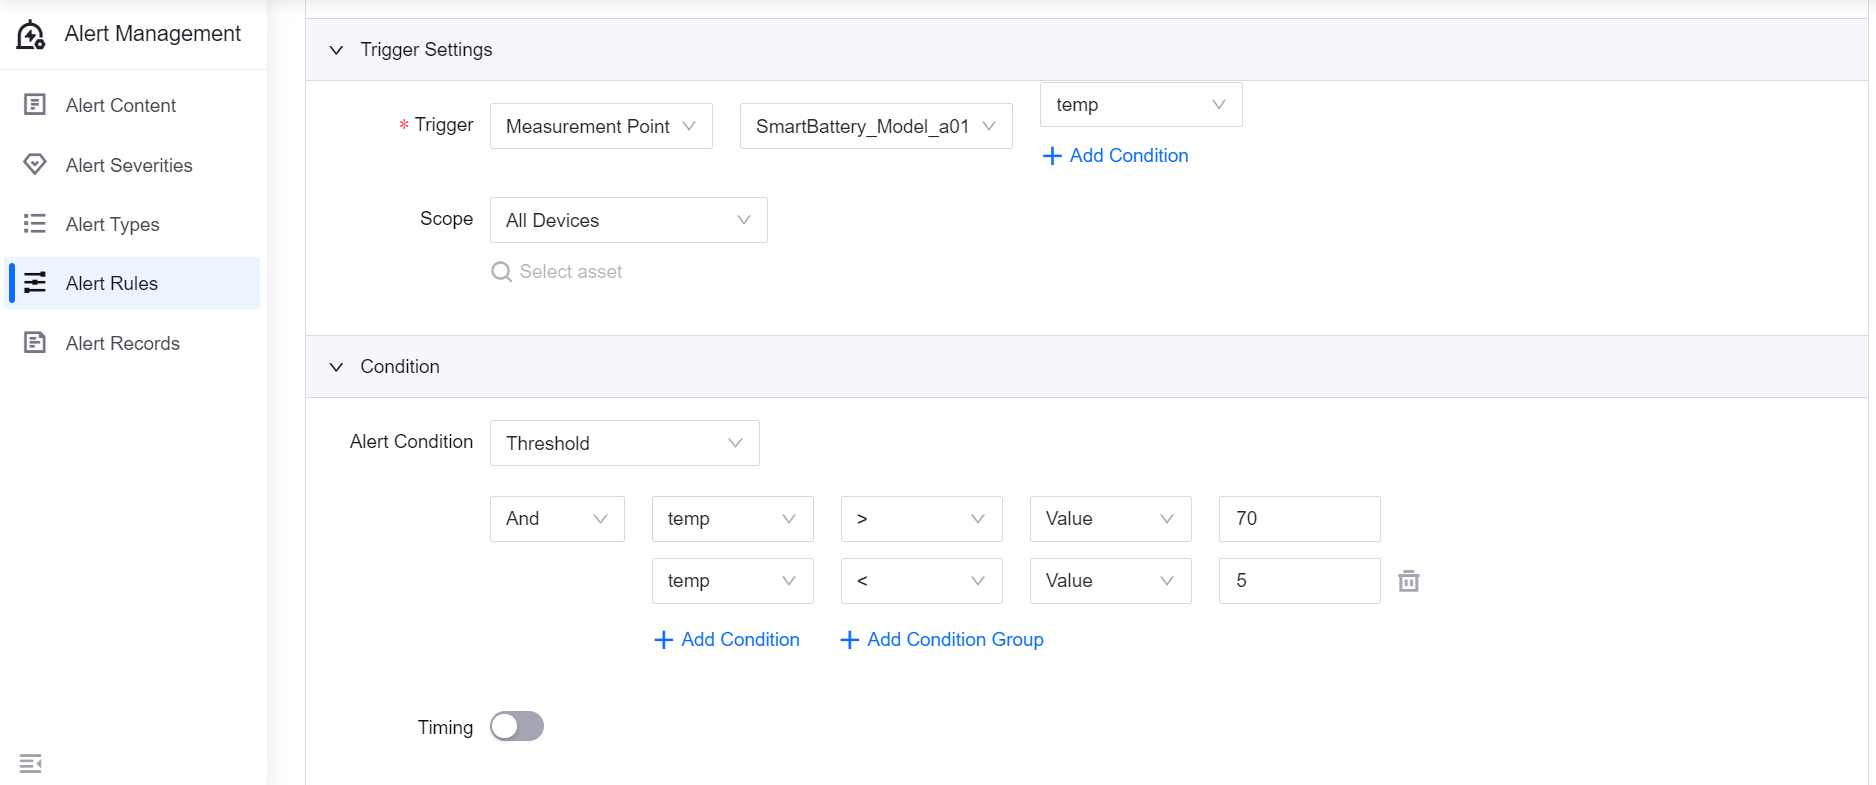 Alert Management
Alert Content
Alert Severities
Alert Types
Alert Rules
Alert Records
Trigger Settings
* Trigger Measurement Point SmartBattery_Model_a01 temp
Add Condition
Scope All Devices
Select asset
Condition
Alert Condition Threshold
And temp > Value 70
temp < Value 5
Add Condition Add Condition Group
Timing